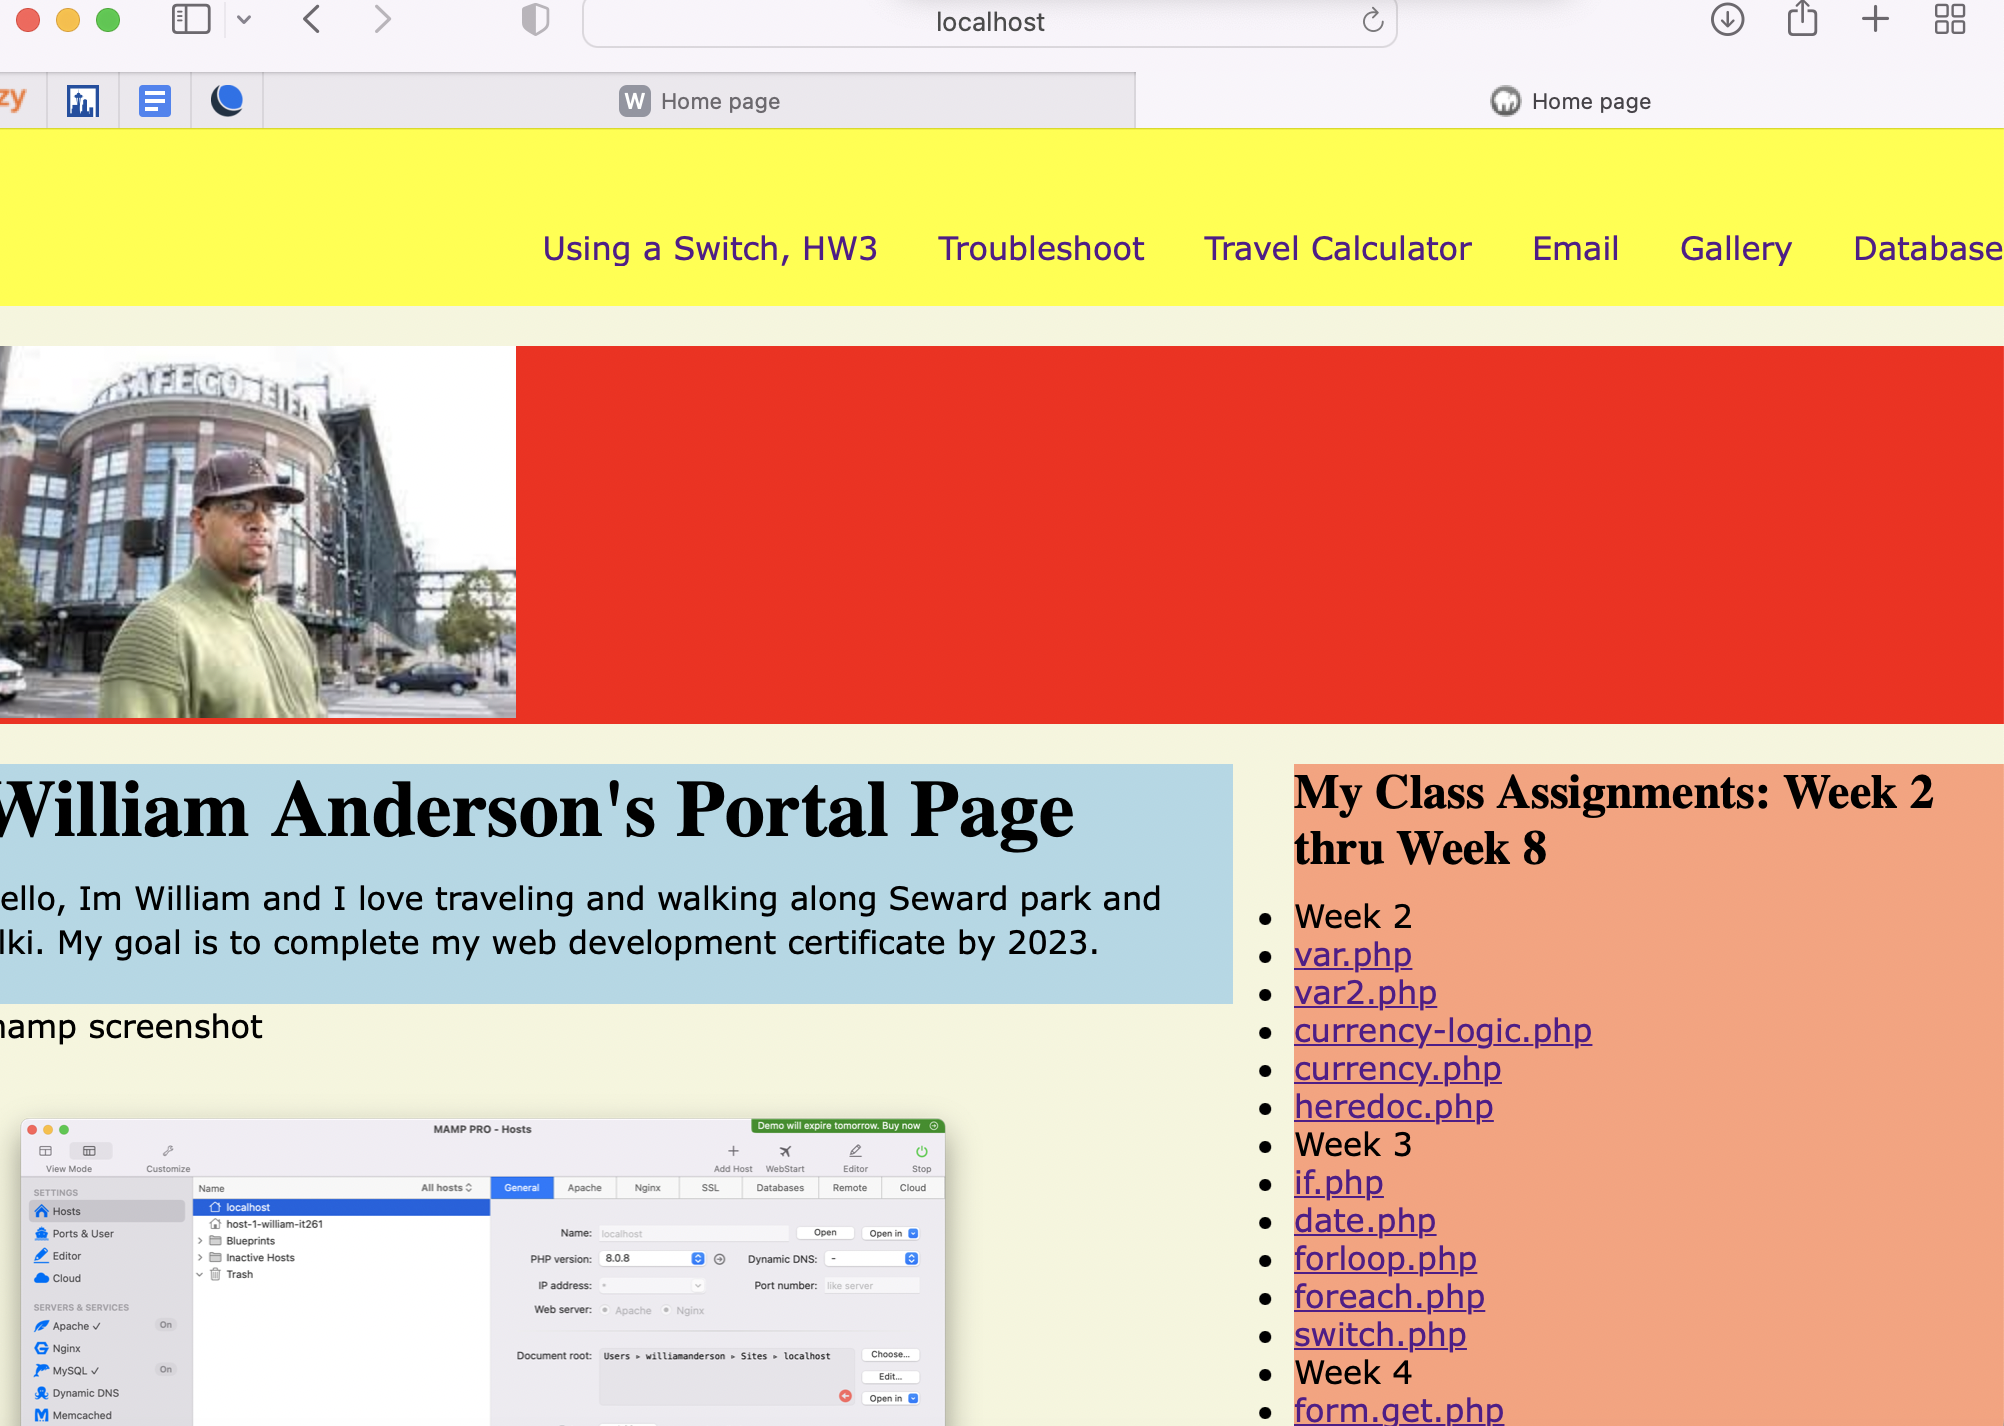 localhost
zy
W Home page
Home page
Using a Switch, HW3 Troubleshoot Travel Calculator Email Gallery Database
SAFECO FIELD
William Anderson's Portal Page
ello, Im William and I love traveling and walking along Seward park and
lki. My goal is to complete my web development certificate by 2023.
amp screenshot
MAMP PRO - Hosts
Demo will expire tomorrow. Buy now
View Mode
Customize
Add Host
WebStart
Editor
Stop
SETTINGS
Hosts
Ports & User
Editor
Cloud
SERVERS & SERVICES
Apache ✓ On
Nginx
MySQL ✓ On
Dynamic DNS
Memcached
Name All hosts
localhost
host-1-william-it261
Blueprints
Inactive Hosts
Trash
General Apache Nginx SSL Databases Remote Cloud
Name: localhost Open Open in
PHP version: 8.0.8 Dynamic DNS: -
IP address: * Port number: like server
Web server: Apache Nginx
Document root: Users ▸ williamanderson ▸ Sites ▸ localhost Choose...
Edit...
Open in
My Class Assignments: Week 2
thru Week 8
Week 2
var.php
var2.php
currency-logic.php
currency.php
heredoc.php
Week 3
if.php
date.php
forloop.php
foreach.php
switch.php
Week 4
form.get.php